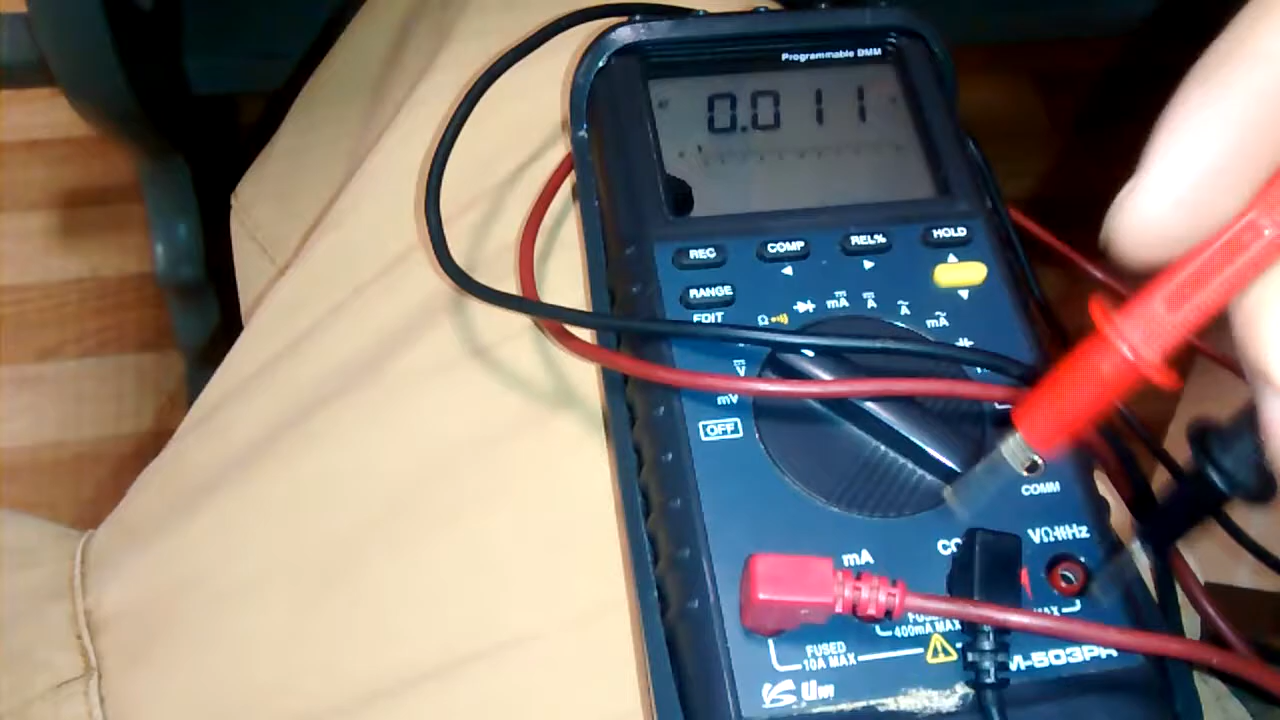 Programmable DMM
0.011
REC COMP REL% HOLD
RANGE
EDIT
Ω mA A A mA
V
mV
OFF
COMM
mA VΩHz
FUSED
400mA MAX
FUSED
10A MAX